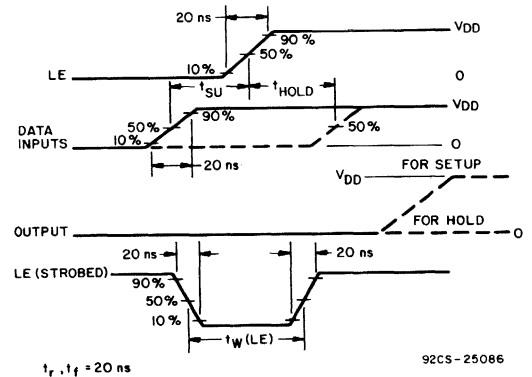 20 ns
VDD
90%
50%
10%
LE
0
tSU
tHOLD
VDD
90%
50%
50%
DATA
INPUTS
10%
0
20 ns
FOR SETUP
VDD
FOR HOLD
OUTPUT
0
20 ns
20 ns
LE (STROBED)
90%
50%
10%
tW(LE)
tr, tf = 20 ns
92CS-25086